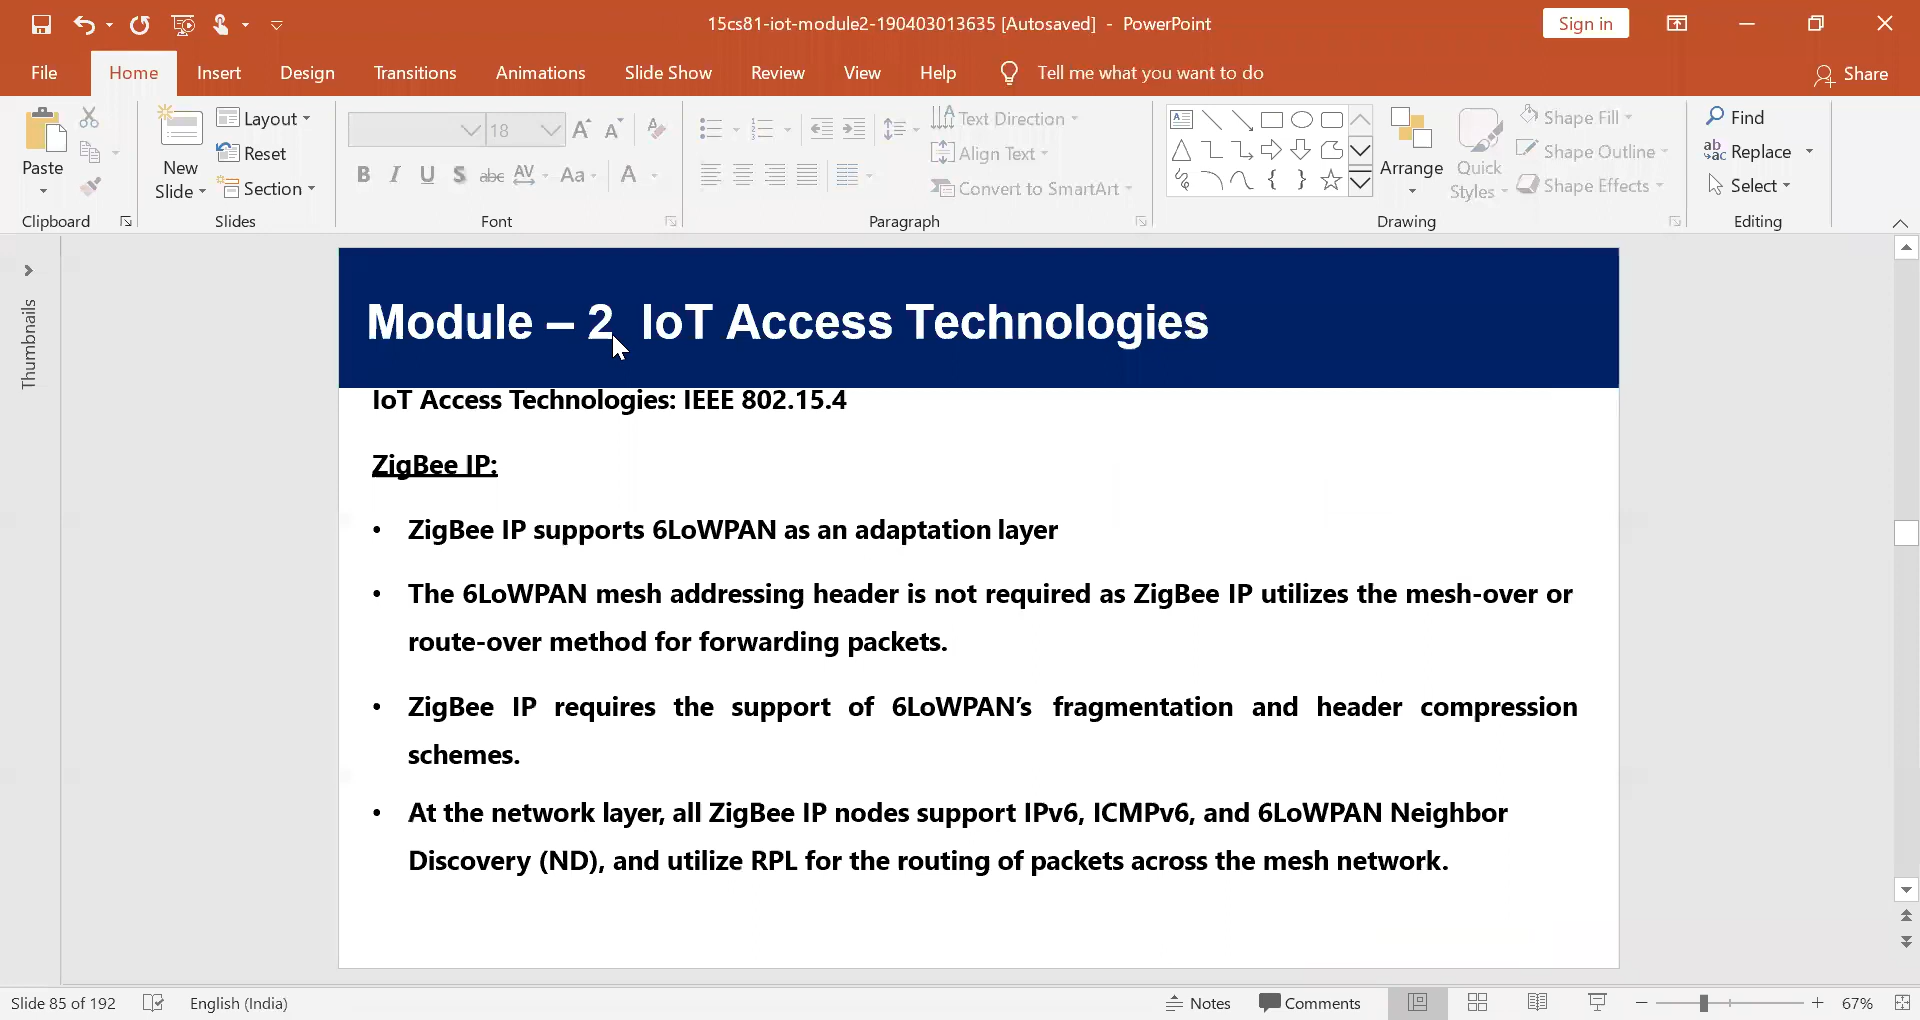 15cs81-iot-module2-190403013635 [Autosaved] - PowerPoint
Sign in
File Home Insert Design Transitions Animations Slide Show Review View Help Tell me what you want to do Share
Paste
Clipboard
New
Slide
Layout
Reset
Section
Slides
18
B I U S abc AV Aa A
Font
Text Direction
Align Text
Convert to SmartArt
Paragraph
Arrange
Quick
Styles
Shape Fill
Shape Outline
Shape Effects
Drawing
Find
Replace
Select
Editing
Thumbnails
Module – 2 IoT Access Technologies
IoT Access Technologies: IEEE 802.15.4
ZigBee IP:
• ZigBee IP supports 6LoWPAN as an adaptation layer
• The 6LoWPAN mesh addressing header is not required as ZigBee IP utilizes the mesh-over or
route-over method for forwarding packets.
• ZigBee IP requires the support of 6LoWPAN’s fragmentation and header compression
schemes.
• At the network layer, all ZigBee IP nodes support IPv6, ICMPv6, and 6LoWPAN Neighbor
Discovery (ND), and utilize RPL for the routing of packets across the mesh network.
Slide 85 of 192 English (India) Notes Comments 67%